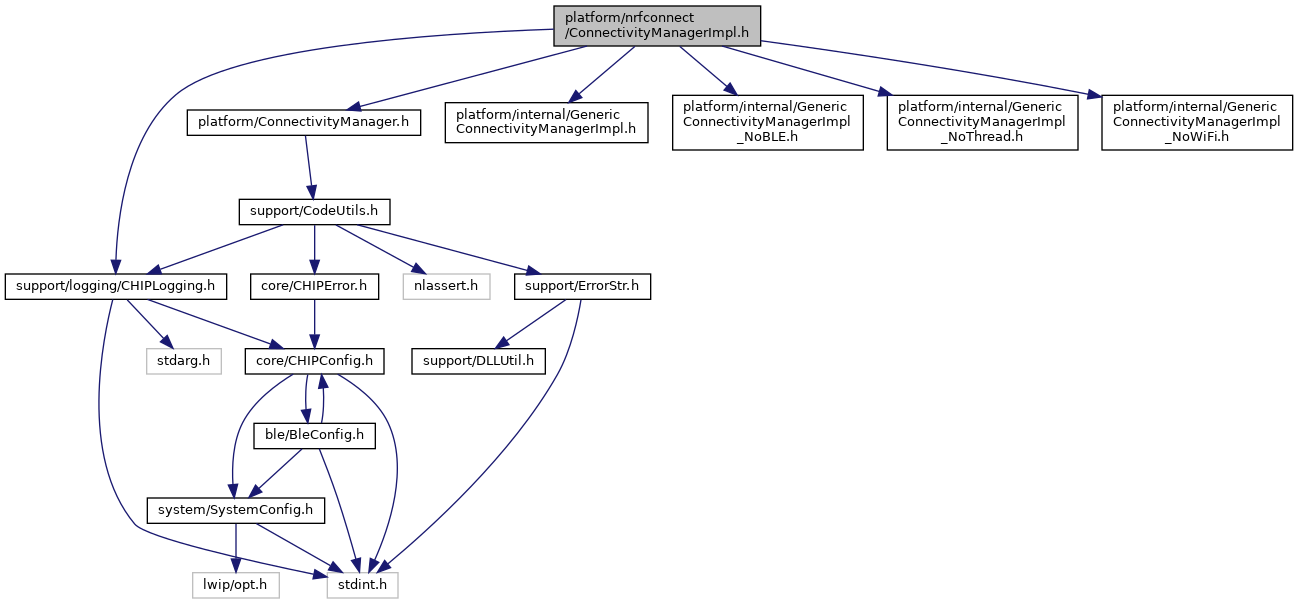 platform/nrfconnect
/ConnectivityManagerImpl.h
platform/ConnectivityManager.h
platform/internal/Generic
ConnectivityManagerImpl.h
platform/internal/Generic
ConnectivityManagerImpl
_NoBLE.h
platform/internal/Generic
ConnectivityManagerImpl
_NoThread.h
platform/internal/Generic
ConnectivityManagerImpl
_NoWiFi.h
support/CodeUtils.h
support/logging/CHIPLogging.h
core/CHIPError.h
nlassert.h
support/ErrorStr.h
stdarg.h
core/CHIPConfig.h
support/DLLUtil.h
ble/BleConfig.h
system/SystemConfig.h
lwip/opt.h
stdint.h